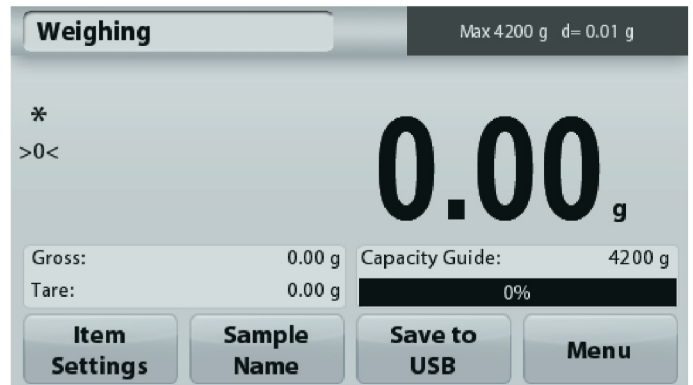 Weighing
Max 4200 g d= 0.01 g
*
>0<
0.00 g
Gross: 0.00 g
Tare: 0.00 g
Capacity Guide: 4200 g
0%
Item
Settings
Sample
Name
Save to
USB
Menu